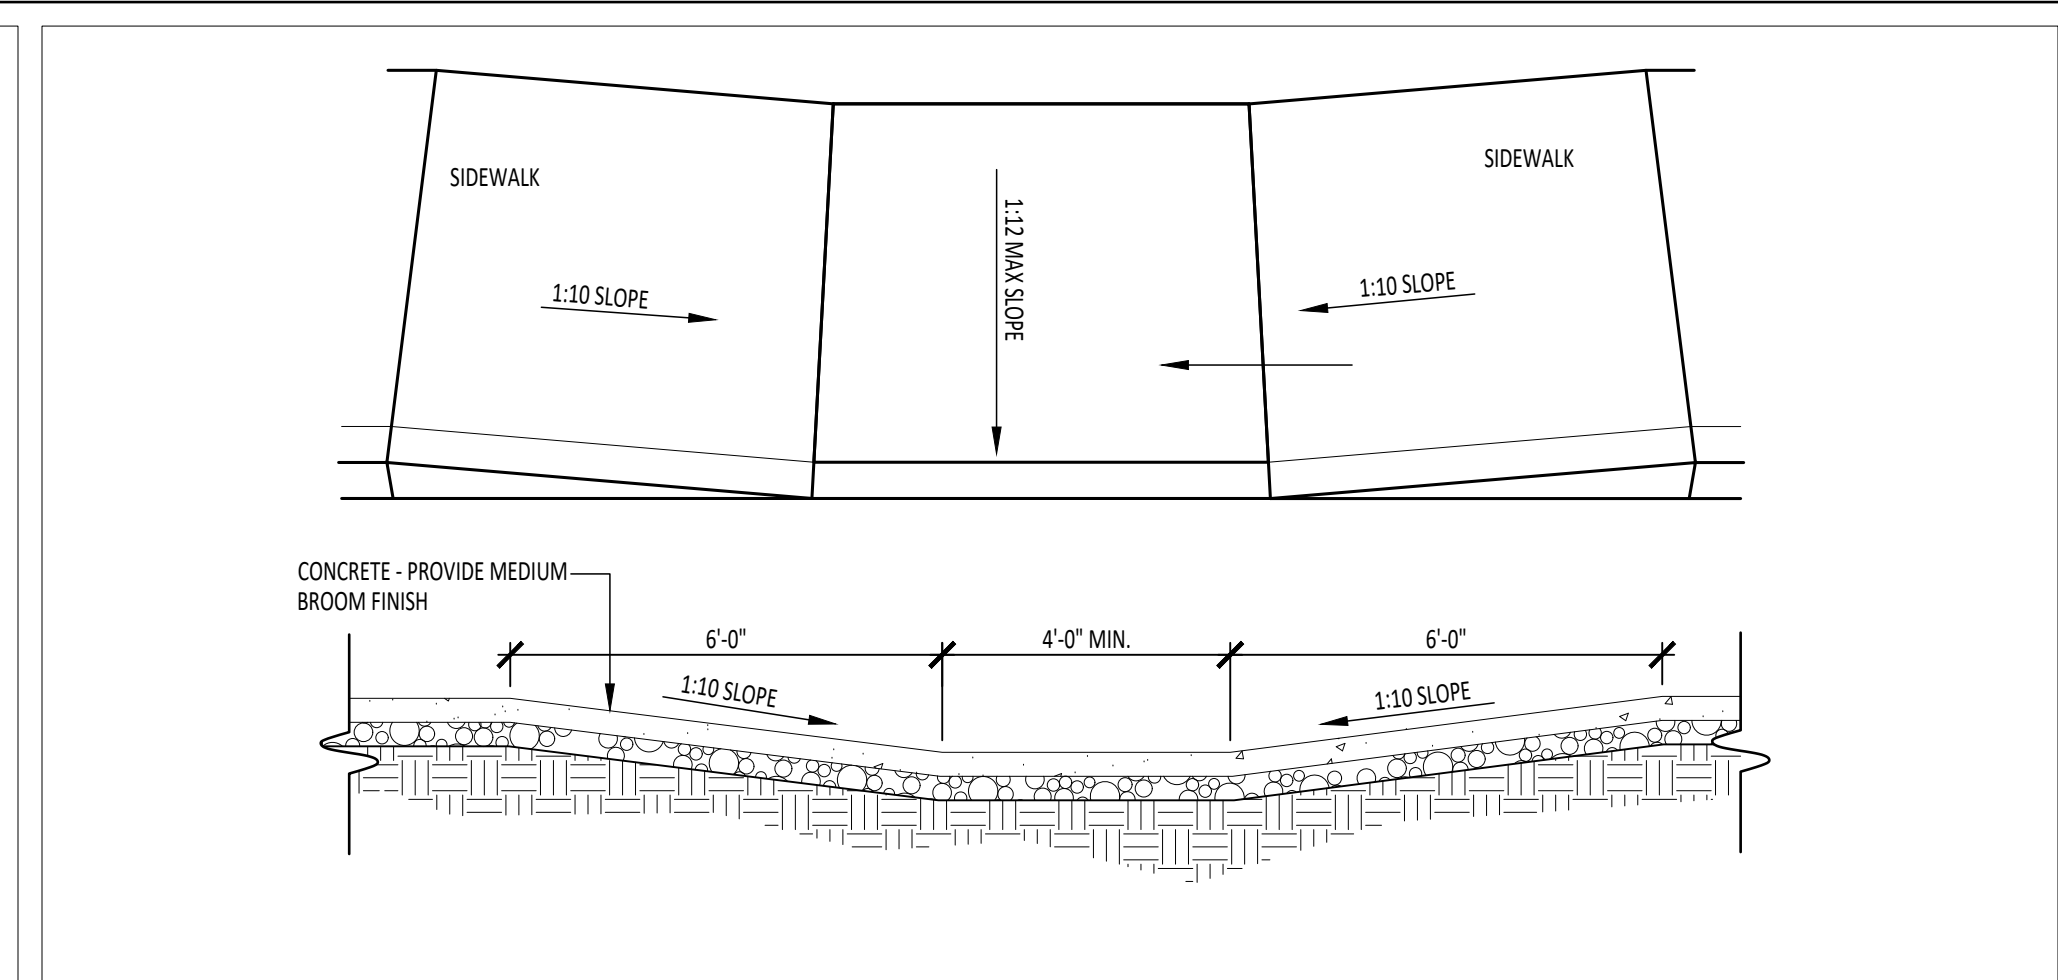 SIDEWALK
SIDEWALK
1:12 MAX SLOPE
1:10 SLOPE
1:10 SLOPE
CONCRETE - PROVIDE MEDIUM
BROOM FINISH
6'-0"
4'-0" MIN.
6'-0"
1:10 SLOPE
1:10 SLOPE